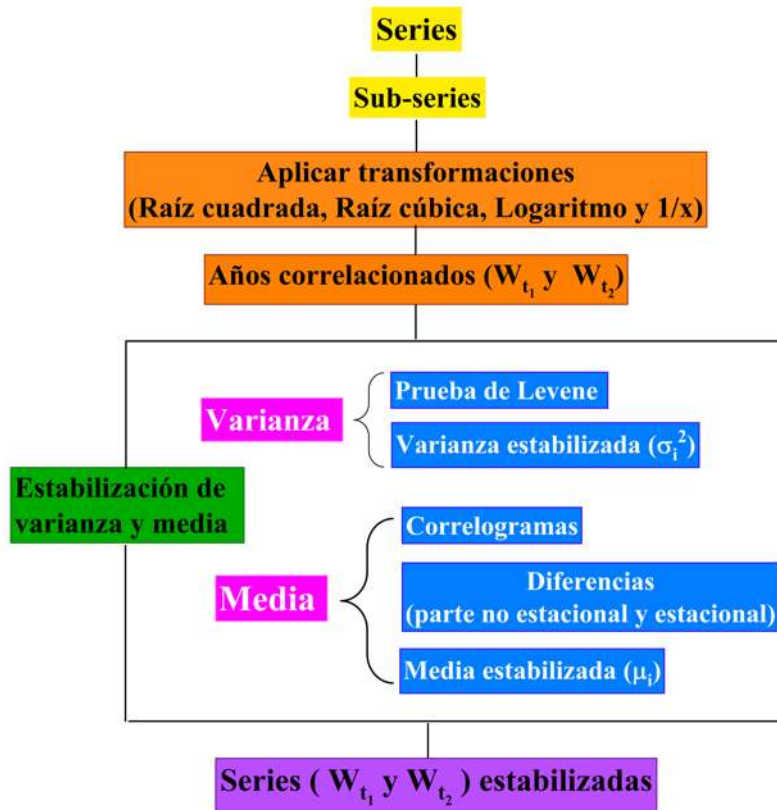 Series
Sub-series
Aplicar transformaciones
(Raíz cuadrada, Raíz cúbica, Logaritmo y 1/x)
Años correlacionados (Wt1 y Wt2)
Varianza
Prueba de Levene
Varianza estabilizada (σi²)
Estabilización de
varianza y media
Media
Correlogramas
Diferencias
(parte no estacional y estacional)
Media estabilizada (μi)
Series ( Wt1 y Wt2 ) estabilizadas